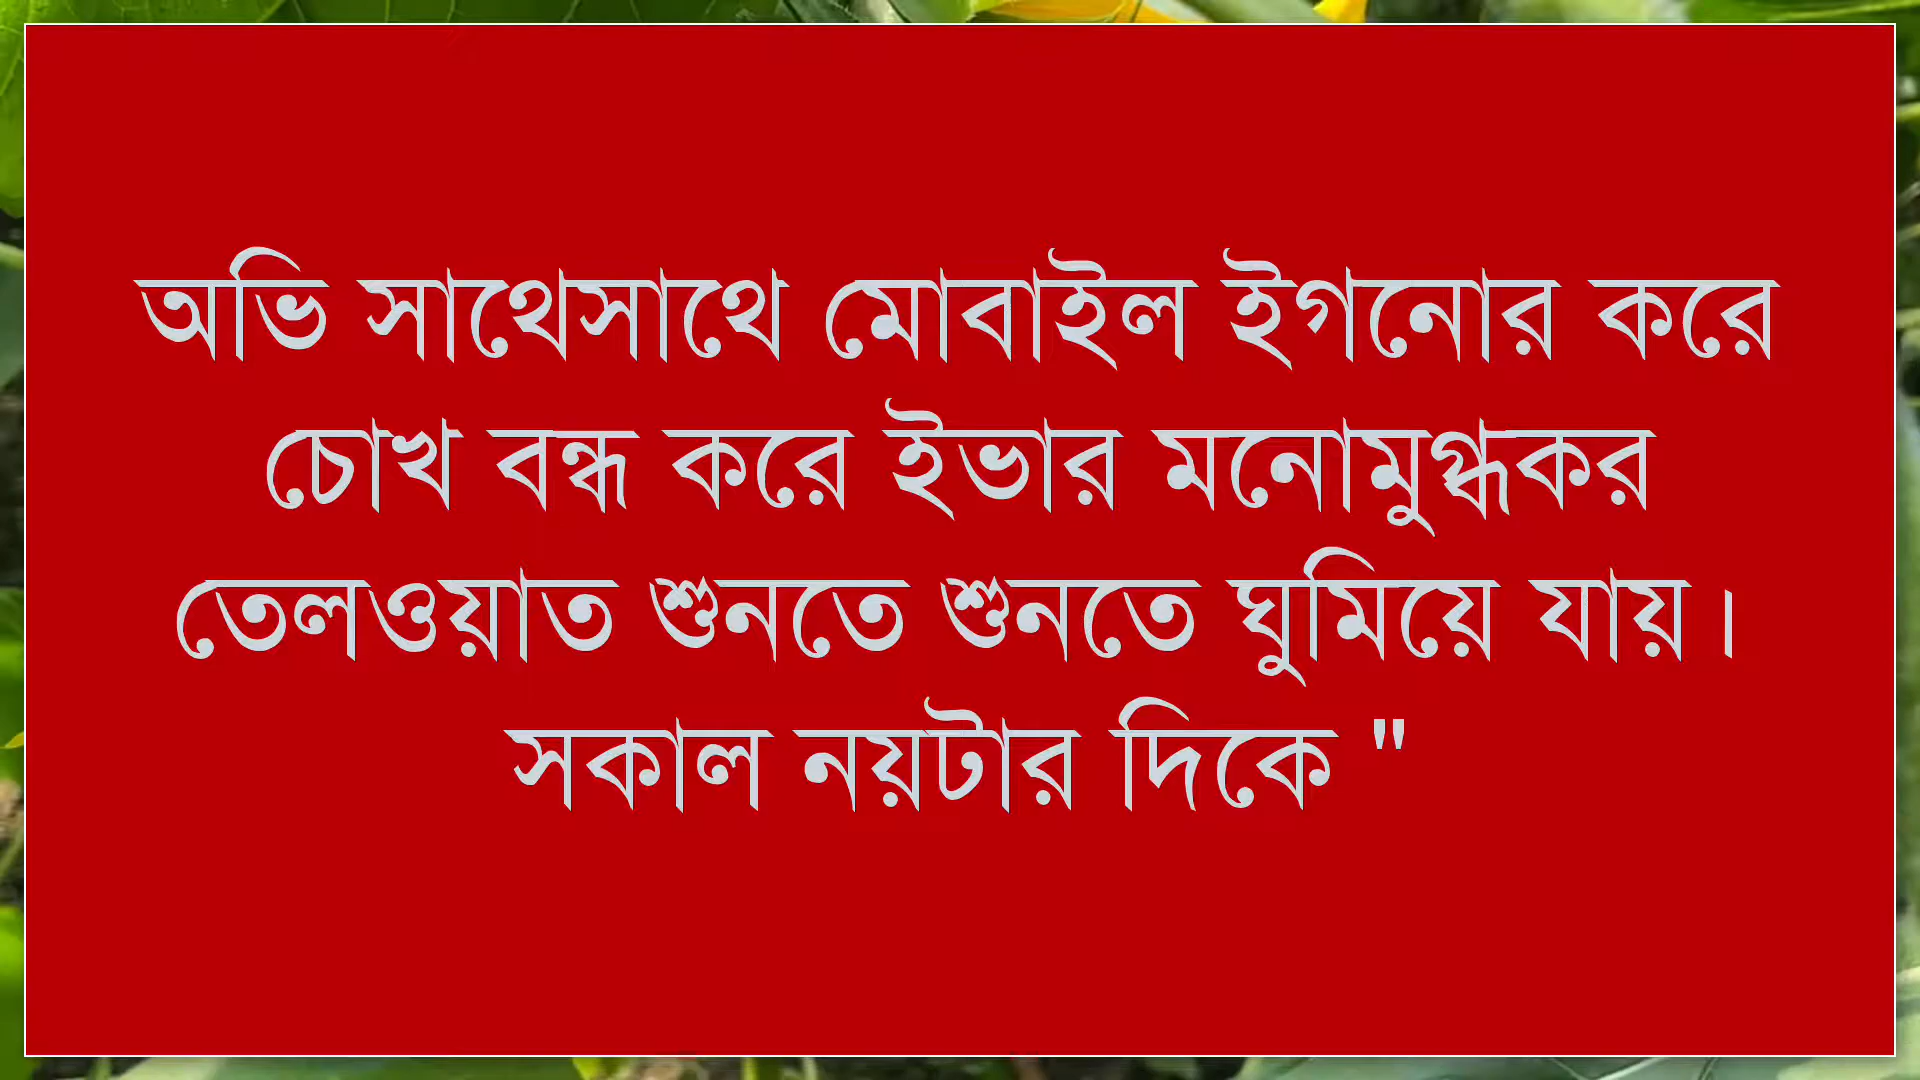 অভি সাথেসাথে মোবাইল ইগনোর করে
চোখ বন্ধ করে ইভার মনোমুগ্ধকর
তেলওয়াত শুনতে শুনতে ঘুমিয়ে যায়।
সকাল নয়টার দিকে "